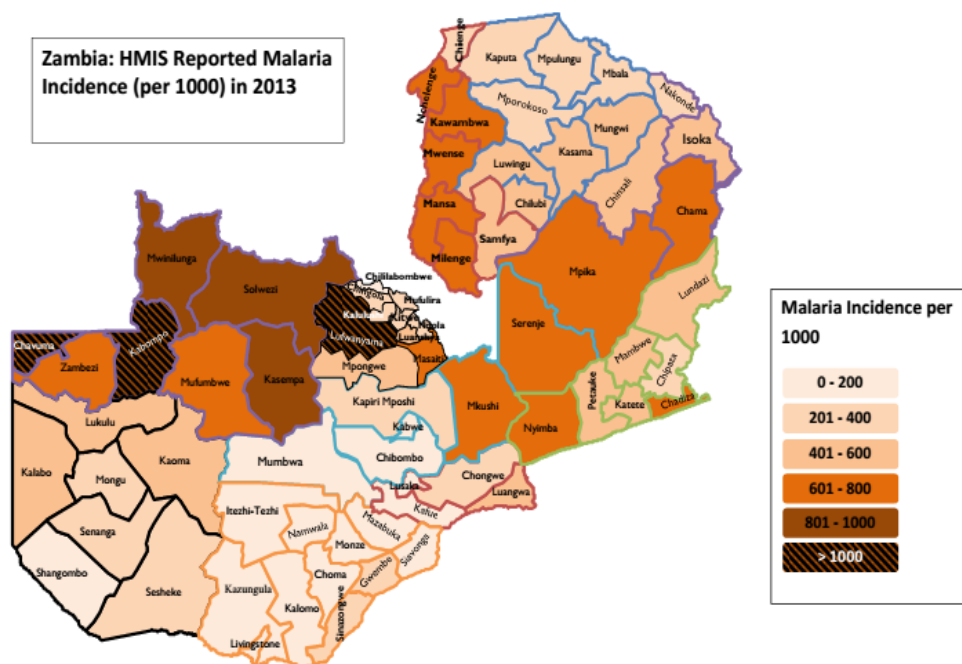 Zambia: HMIS Reported Malaria
Incidence (per 1000) in 2013
Chienge
Kaputa
Mpulungu
Mbala
Nakonde
Nchelenge
Kawambwa
Mporokoso
Mungwi
Isoka
Mwense
Luwingu
Kasama
Chinsali
Mansa
Chilubi
Chama
Samfya
Milenge
Mpika
Lundazi
Mwinilunga
Solwezi
Chililabombwe
Chingola
Mufulira
Kalulu
Kitwe
Ndola
Lufwanyama
Luanshya
Masaiti
Serenje
Chavuma
Kabompo
Zambezi
Mufumbwe
Kasempa
Mpongwe
Mambwe
Chipata
Kapiri Mposhi
Mkushi
Petauke
Katete
Chadiza
Nyimba
Lukulu
Kabwe
Kalabo
Kaoma
Mumbwa
Chibombo
Mongu
Chongwe
Lusaka
Luangwa
Senanga
Itezhi-Tezhi
Kafue
Namwala
Mazabuka
Monze
Siavonga
Shangombo
Sesheke
Kazungula
Choma
Gwembe
Kalomo
Sinazongwe
Livingstone
Malaria Incidence per
1000
0 - 200
201 - 400
401 - 600
601 - 800
801 - 1000
> 1000